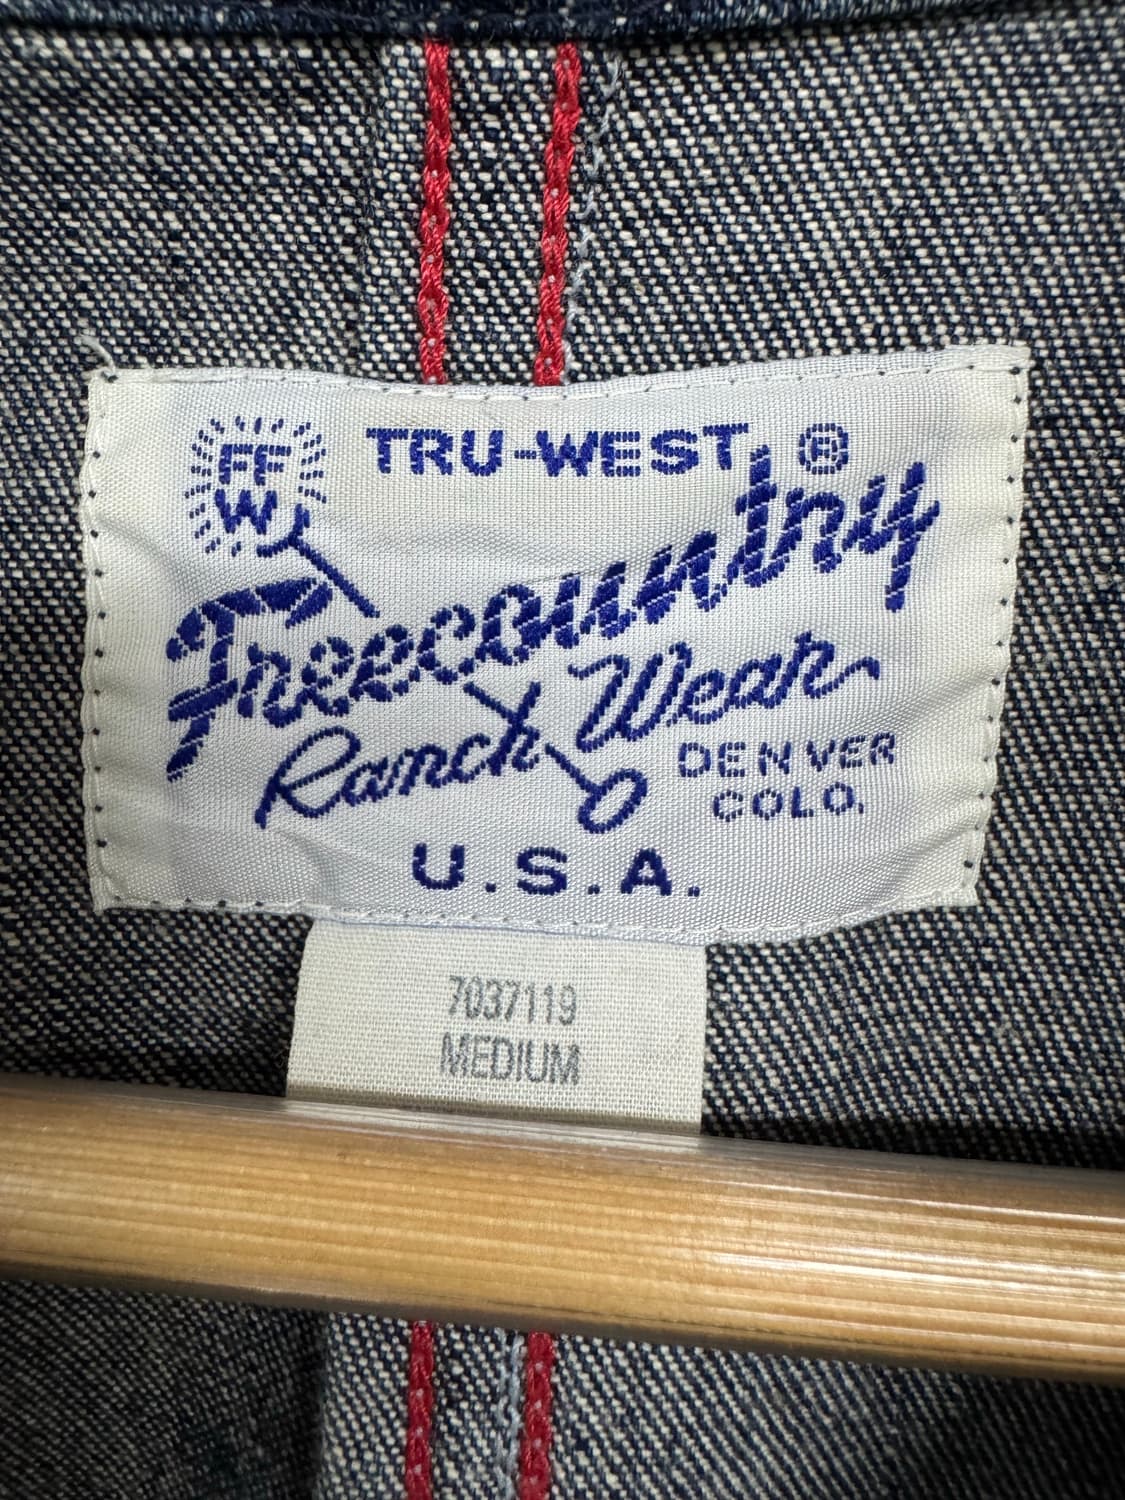 FF
W
TRU-WEST ®
Freecountry
Ranch Wear
DENVER
COLO.
U.S.A.
7037119
MEDIUM